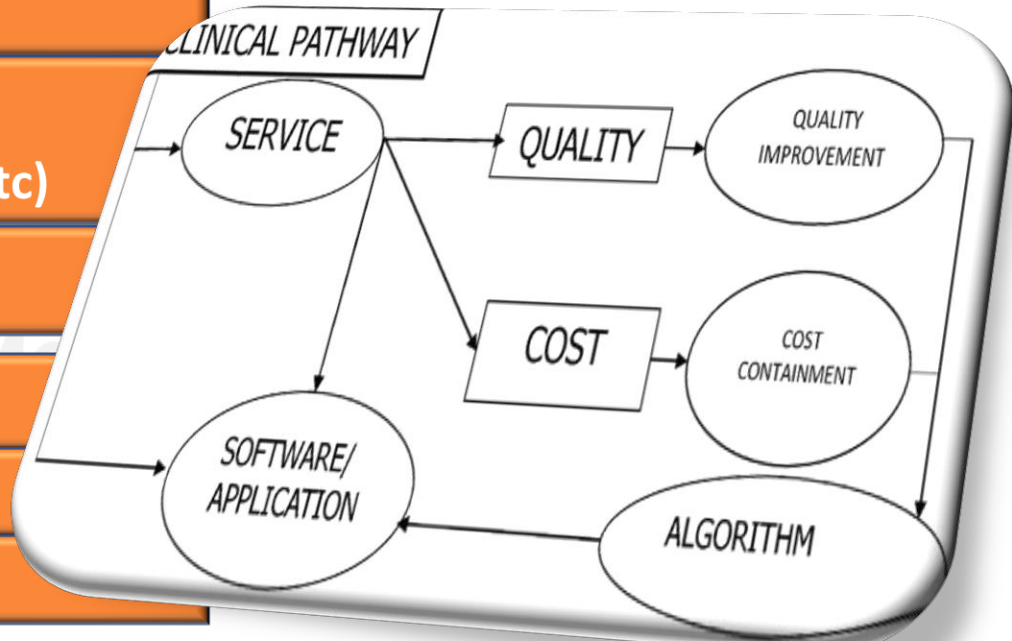 CLINICAL PATHWAY
SERVICE
QUALITY
QUALITY
IMPROVEMENT
tc)
COST
COST
CONTAINMENT
SOFTWARE/
APPLICATION
ALGORITHM